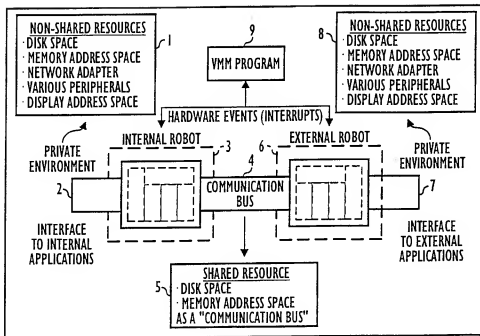 NON-SHARED RESOURCES
· DISK SPACE
· MEMORY ADDRESS SPACE
· NETWORK ADAPTER
· VARIOUS PERIPHERALS
· DISPLAY ADDRESS SPACE
1
9
VMM PROGRAM
8
NON-SHARED RESOURCES
· DISK SPACE
· MEMORY ADDRESS SPACE
· NETWORK ADAPTER
· VARIOUS PERIPHERALS
· DISPLAY ADDRESS SPACE
HARDWARE EVENTS (INTERRUPTS)
PRIVATE
ENVIRONMENT
INTERNAL ROBOT
3
4
6
EXTERNAL ROBOT
PRIVATE
ENVIRONMENT
2
COMMUNICATION
BUS
7
INTERFACE
TO INTERNAL
APPLICATIONS
INTERFACE
TO EXTERNAL
APPLICATIONS
5
SHARED RESOURCE
· DISK SPACE
· MEMORY ADDRESS SPACE
AS A "COMMUNICATION BUS"